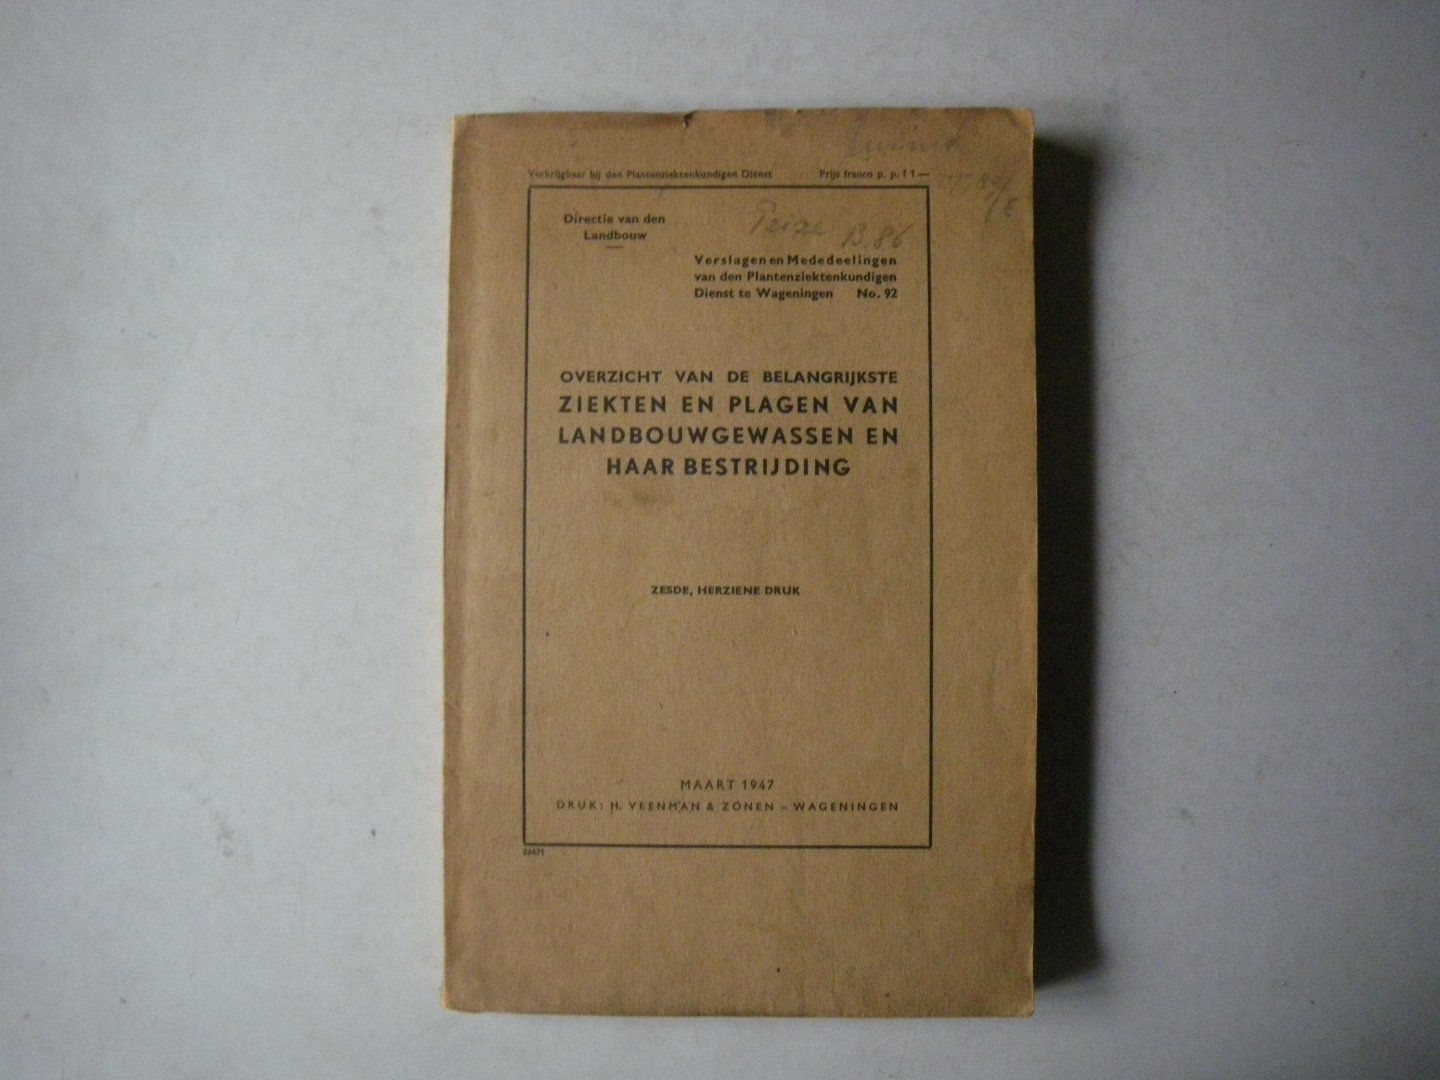 Verkrijgbaar bij den Plantenziektenkundigen Dienst Prijs franco p. p. f 1—
Directie van den
Landbouw
Peize B. 86
Verslagen en Mededeelingen
van den Plantenziektenkundigen
Dienst te Wageningen No. 92
OVERZICHT VAN DE BELANGRIJKSTE
ZIEKTEN EN PLAGEN VAN
LANDBOUWGEWASSEN EN
HAAR BESTRIJDING
ZESDE, HERZIENE DRUK
MAART 1947
DRUK: H. VEENMAN & ZONEN – WAGENINGEN